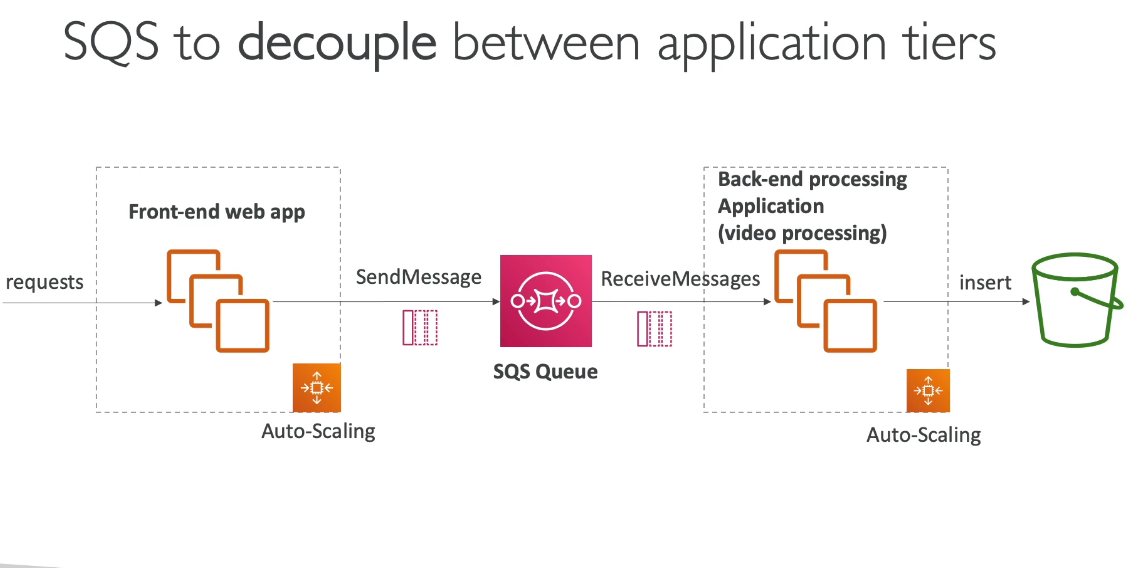 SQS to decouple between application tiers
Front-end web app
Back-end processing
Application
(video processing)
requests
SendMessage
ReceiveMessages
insert
SQS Queue
Auto-Scaling
Auto-Scaling